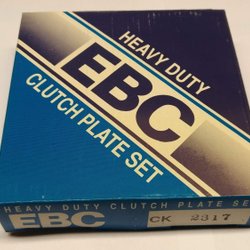 HEAVY DUTY
EBC
CLUTCH PLATE SET
HEAVY DUTY CLUTCH PLATE SET
EBC
CK 2317